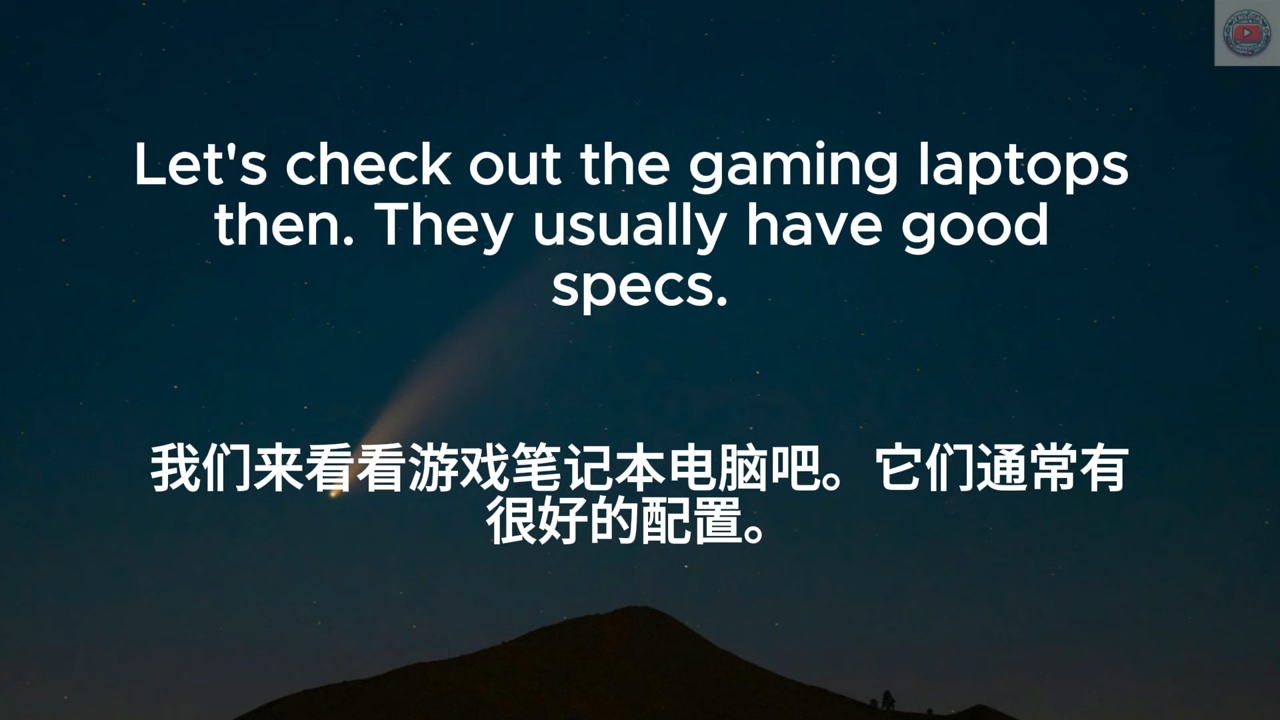 Let's check out the gaming laptops
then. They usually have good
specs.
我们来看看游戏笔记本电脑吧。它们通常有
很好的配置。